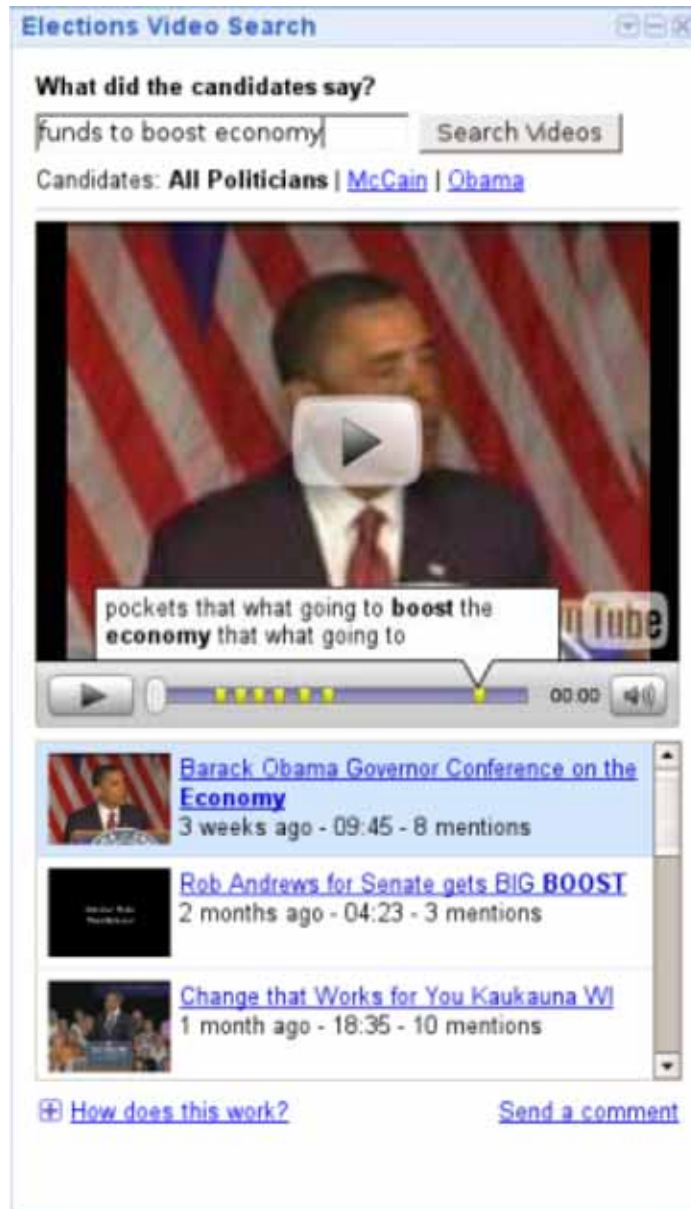 Elections Video Search
What did the candidates say?
funds to boost economy
Search Videos
Candidates: All Politicians | McCain | Obama
pockets that what going to boost the
economy that what going to
Tube
00:00
Barack Obama Governor Conference on the
Economy
3 weeks ago - 09:45 - 8 mentions
Rob Andrews for Senate gets BIG BOOST
2 months ago - 04:23 - 3 mentions
Change that Works for You Kaukauna WI
1 month ago - 18:35 - 10 mentions
How does this work?
Send a comment